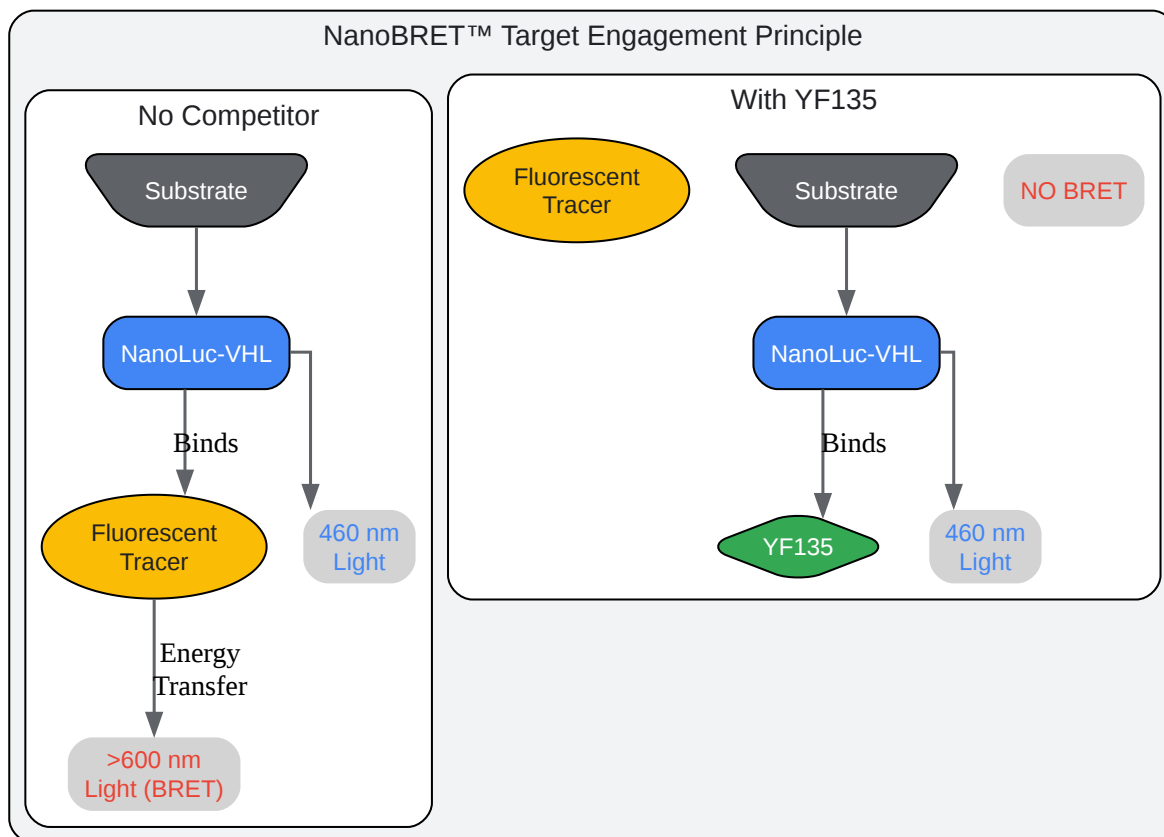 NanoBRET™ Target Engagement Principle
No Competitor
Substrate
NanoLuc-VHL
Binds
Fluorescent
Tracer
460 nm
Light
Energy
Transfer
>600 nm
Light (BRET)
With YF135
Fluorescent
Tracer
Substrate
NO BRET
NanoLuc-VHL
Binds
YF135
460 nm
Light